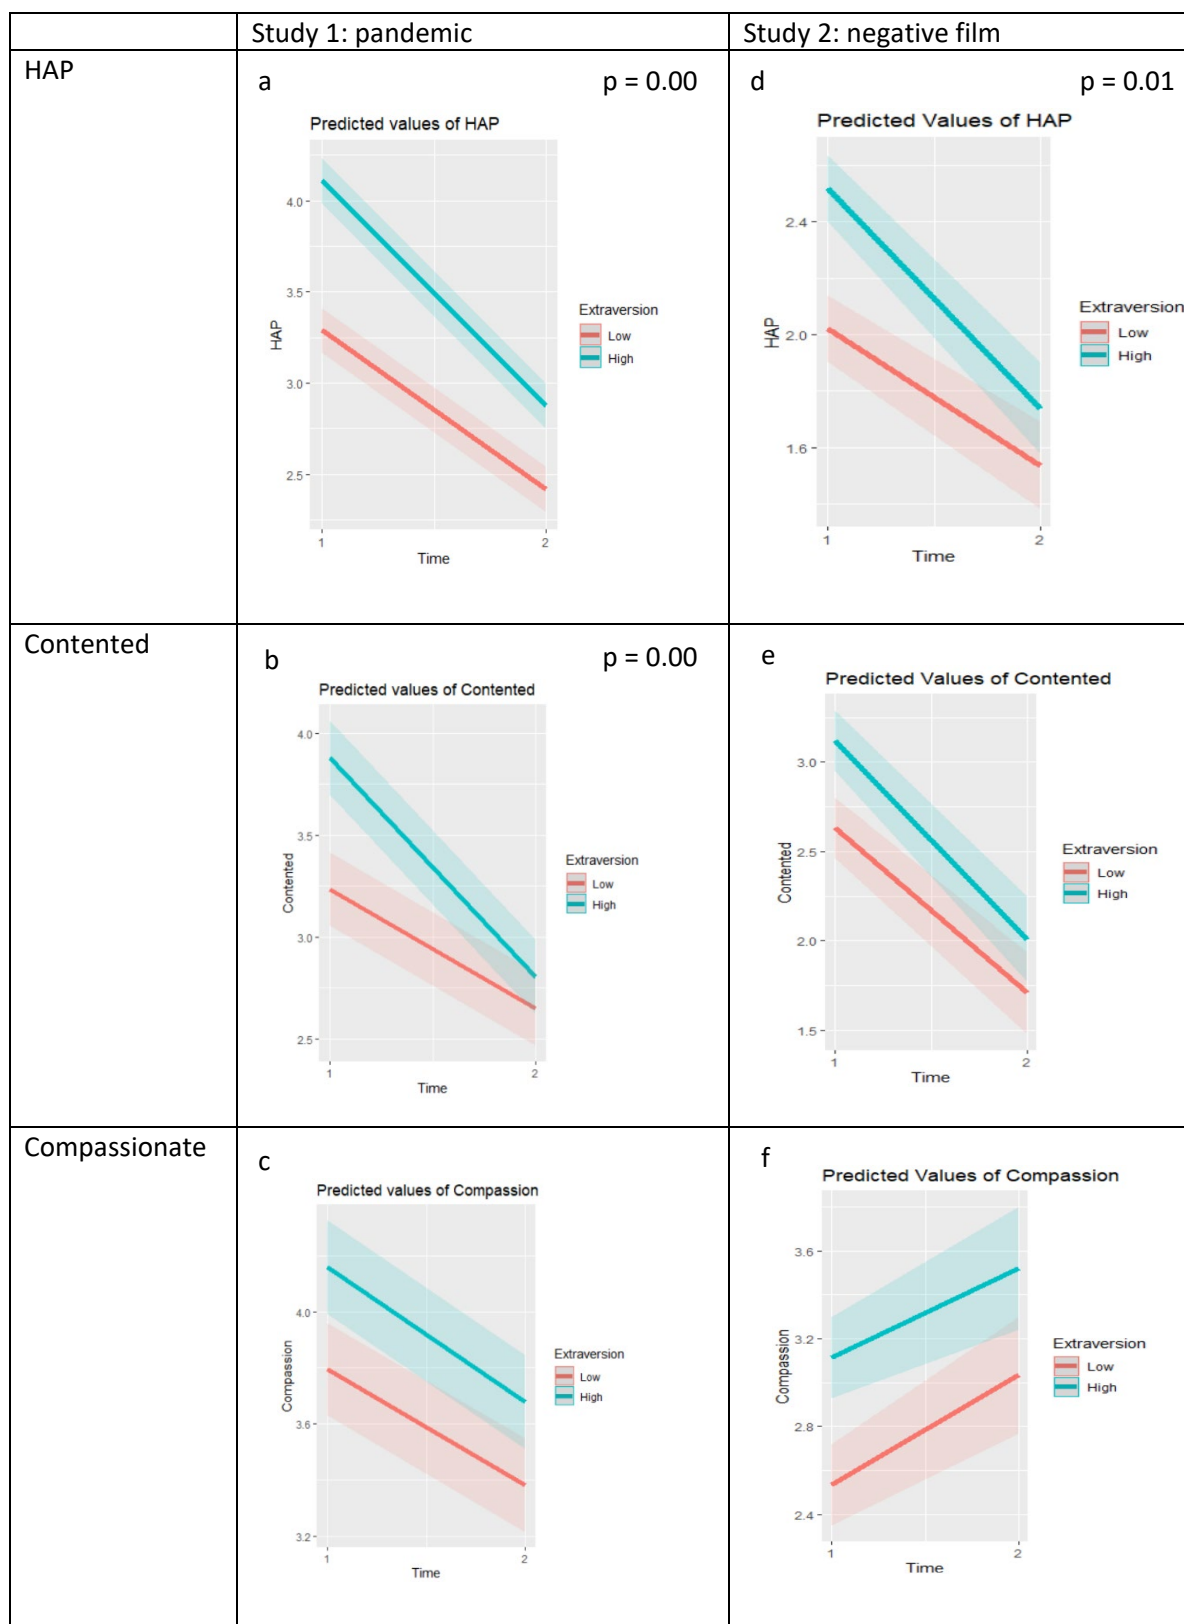 Study 1: pandemic
Study 2: negative film
HAP
a
p = 0.00
Predicted values of HAP
4.0
3.5
3.0
2.5
HAP
1
2
Time
Extraversion
Low
High
d
p = 0.01
Predicted Values of HAP
2.4
2.0
1.6
HAP
1
2
Time
Extraversion
Low
High
Contented
b
p = 0.00
Predicted values of Contented
4.0
3.5
3.0
2.5
Contented
1
2
Time
Extraversion
Low
High
e
Predicted Values of Contented
3.0
2.5
2.0
1.5
Contented
1
2
Time
Extraversion
Low
High
Compassionate
c
Predicted values of Compassion
4.0
3.6
3.2
Compassion
1
2
Time
Extraversion
Low
High
f
Predicted Values of Compassion
3.6
3.2
2.8
2.4
Compassion
1
2
Time
Extraversion
Low
High